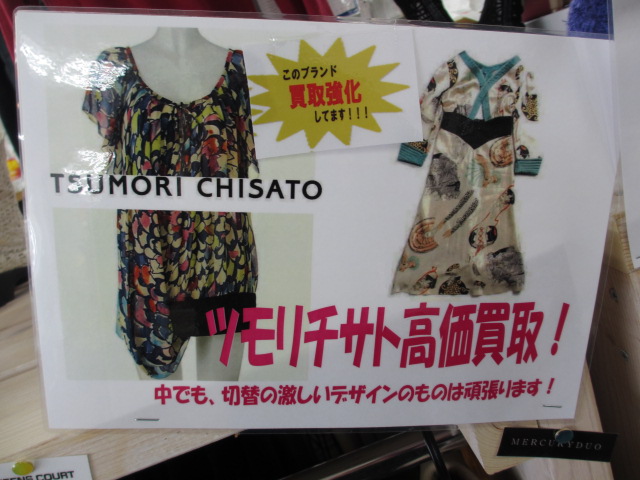 このブランド
買取強化
してます!!!
TSUMORI CHISATO
ツモリチサト高価買取!
中でも、切替の激しいデザインのものは頑張ります!
MERCURYDUO
COURT